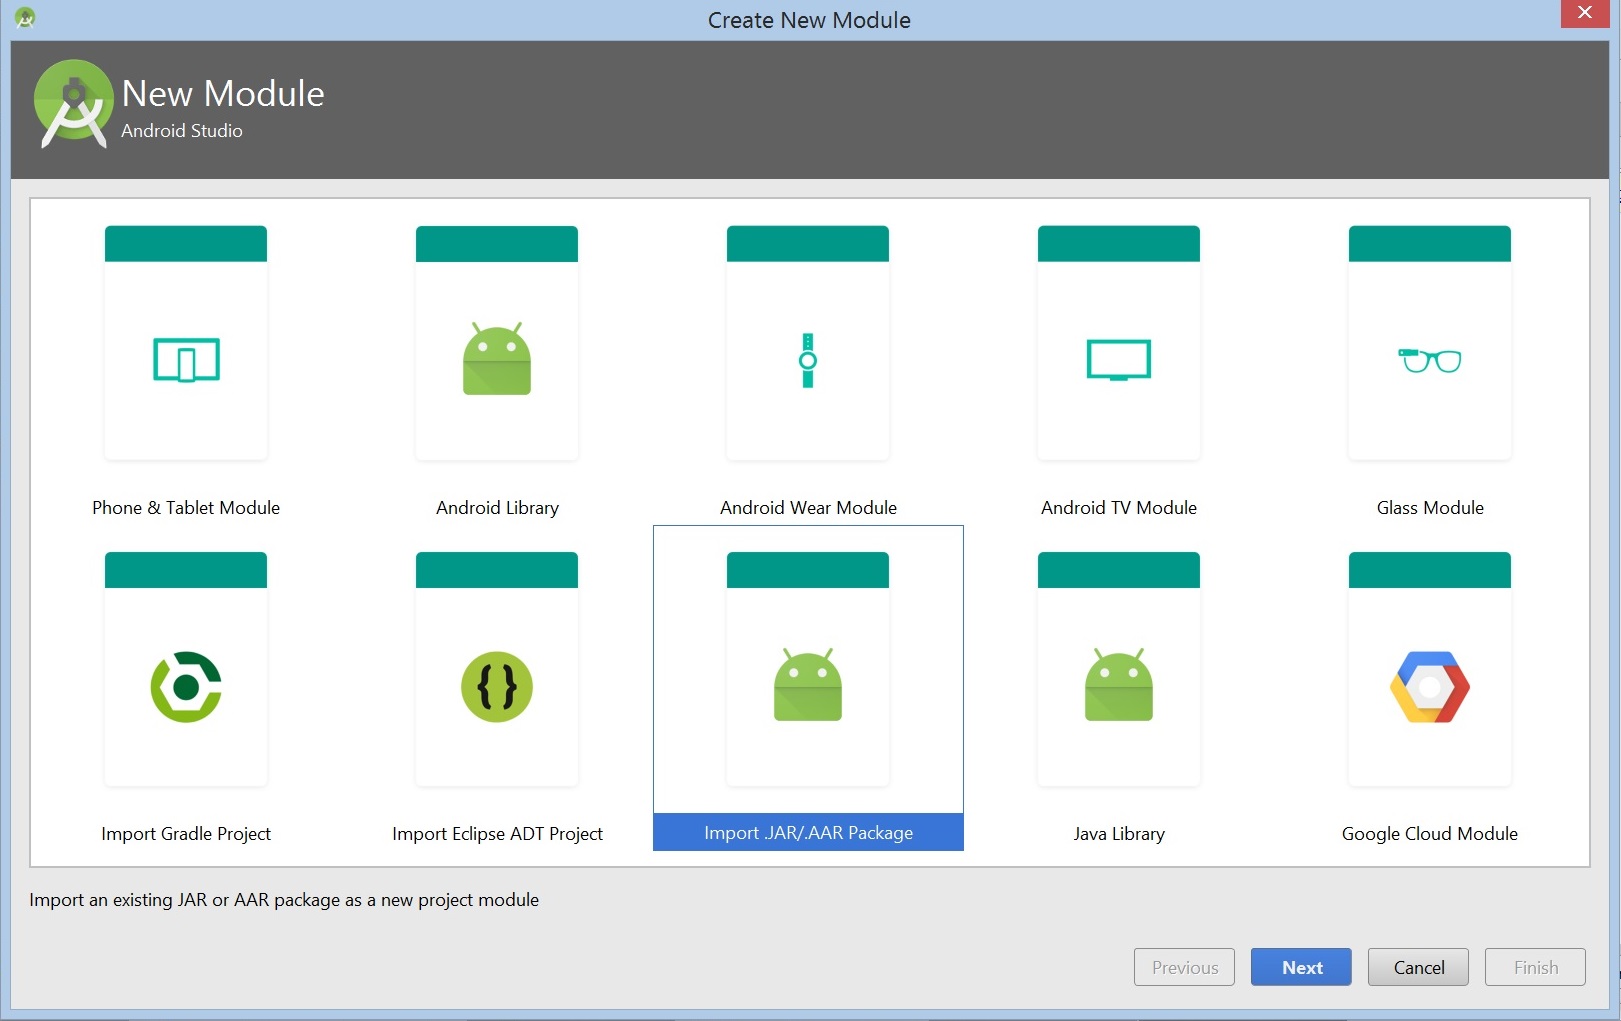 Create New Module
New Module
Android Studio
Phone & Tablet Module
Android Library
Android Wear Module
Android TV Module
Glass Module
Import Gradle Project
Import Eclipse ADT Project
Import .JAR/.AAR Package
Java Library
Google Cloud Module
Import an existing JAR or AAR package as a new project module
Previous
Next
Cancel
Finish